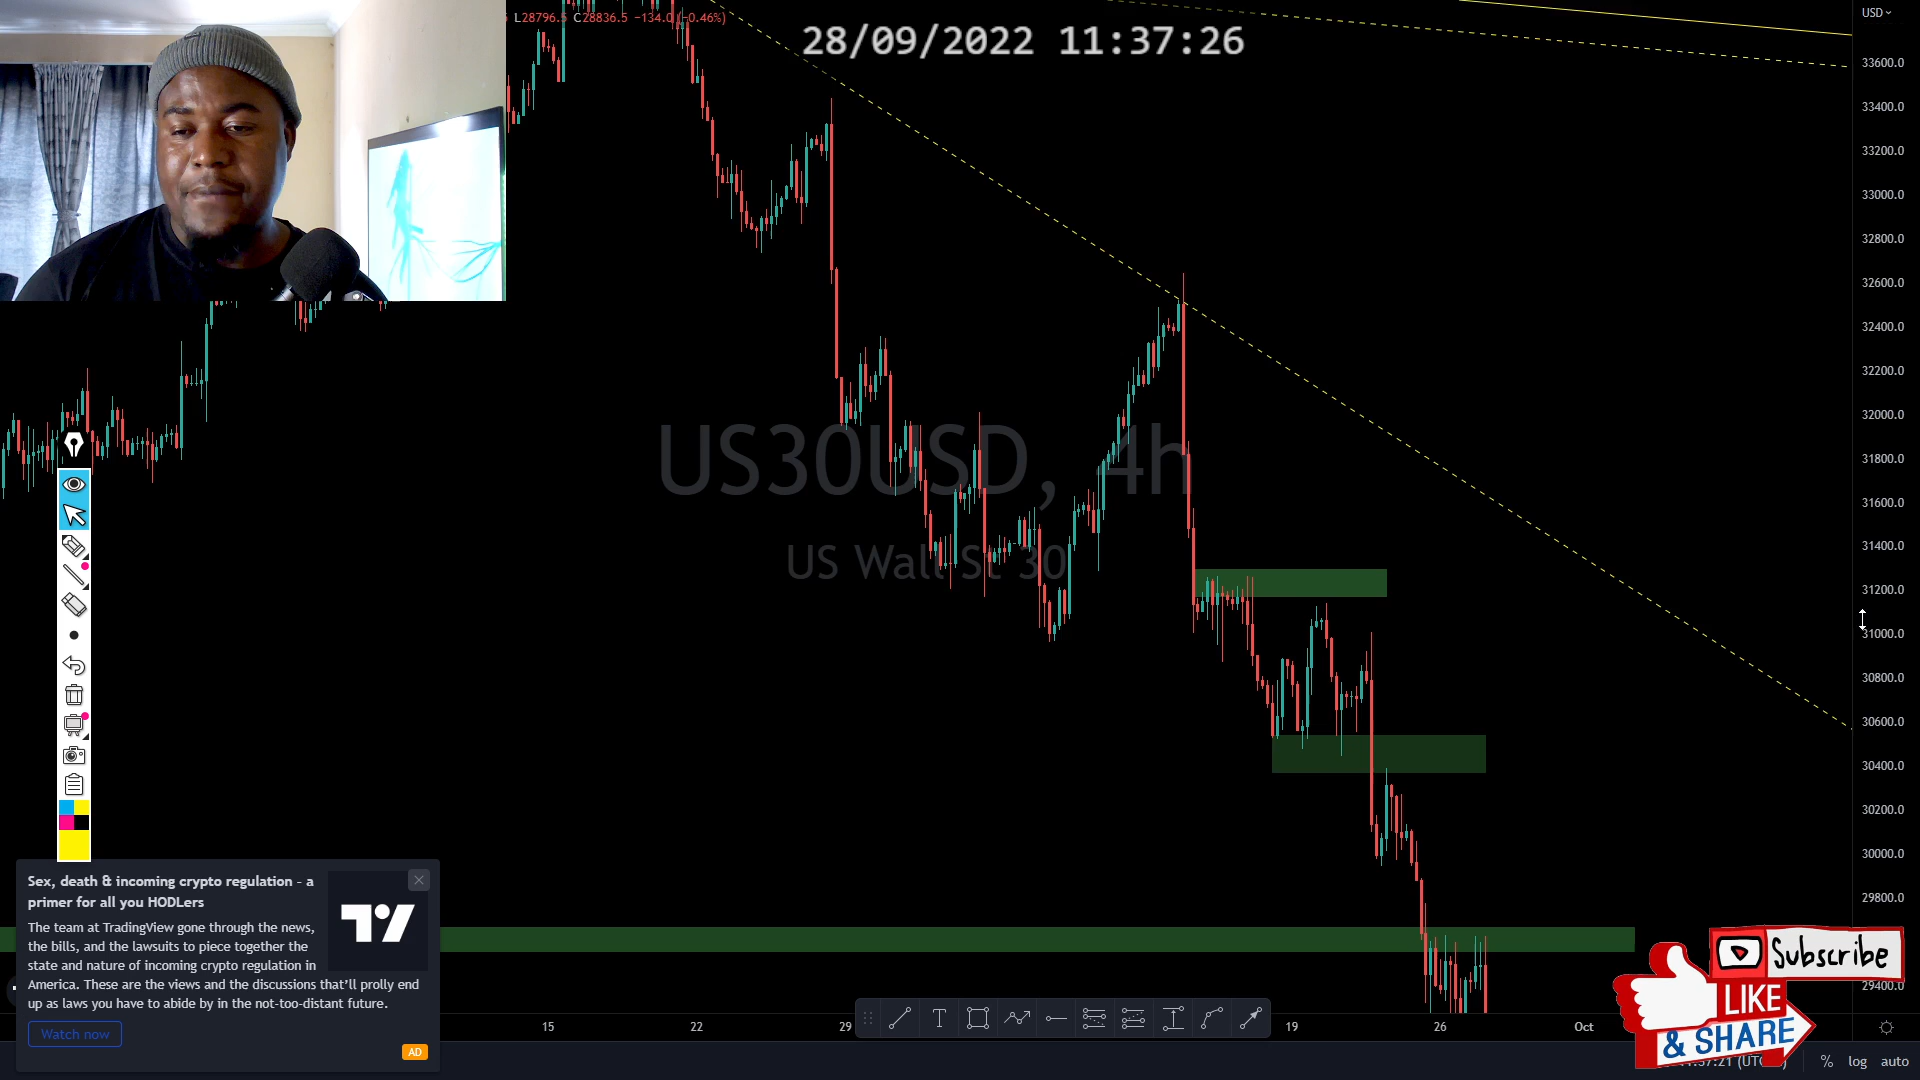 L28796.5 C28836.5 −134.0 (−0.46%)
28/09/2022 11:37:26
USD
33600.0
33400.0
33200.0
33000.0
32800.0
32600.0
32400.0
32200.0
32000.0
31800.0
31600.0
31400.0
31200.0
31000.0
30800.0
30600.0
30400.0
30200.0
30000.0
29800.0
29400.0
US30USD, 4h
US Wall St 30
Sex, death & incoming crypto regulation - a
primer for all you HODLers
The team at TradingView gone through the news,
the bills, and the lawsuits to piece together the
state and nature of incoming crypto regulation in
America. These are the views and the discussions that'll prolly end
up as laws you have to abide by in the not-too-distant future.
Watch now
AD
T
15
22
29
19
26
Oct
Subscribe
LIKE
& SHARE
% log auto